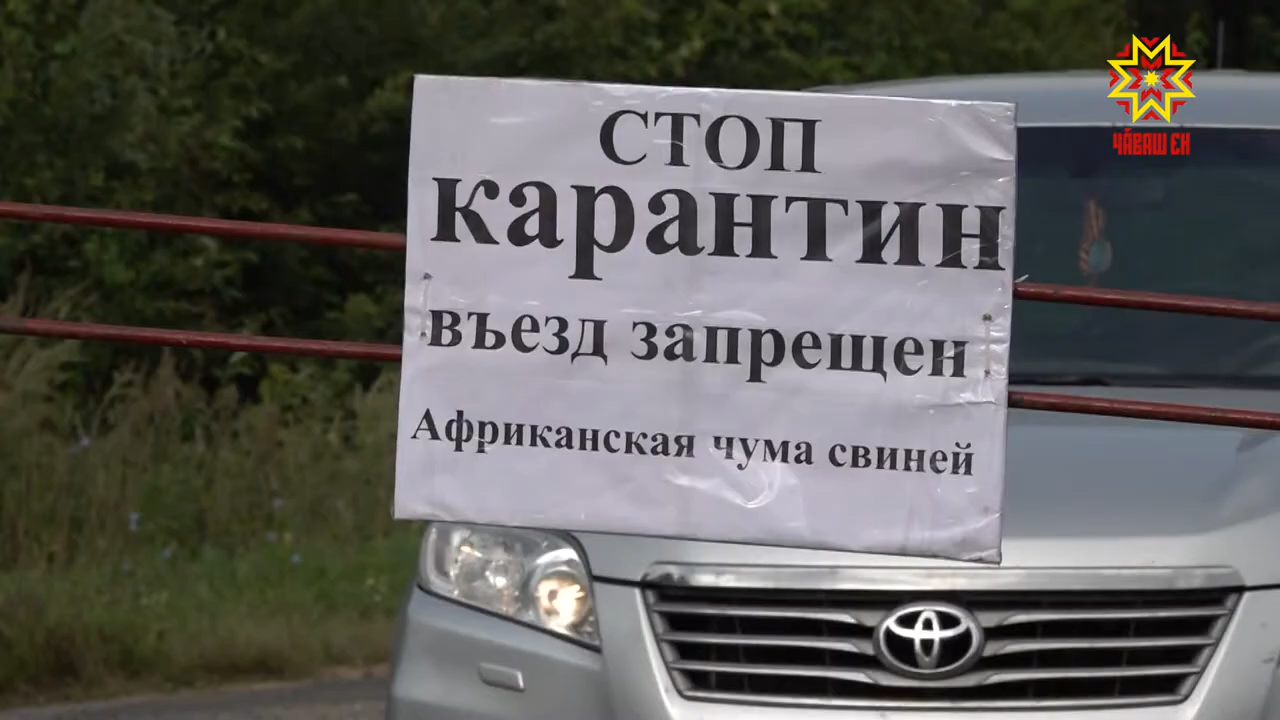 СТОП
карантин
въезд запрещен
Африканская чума свиней
ЧӐВАШ ЕН